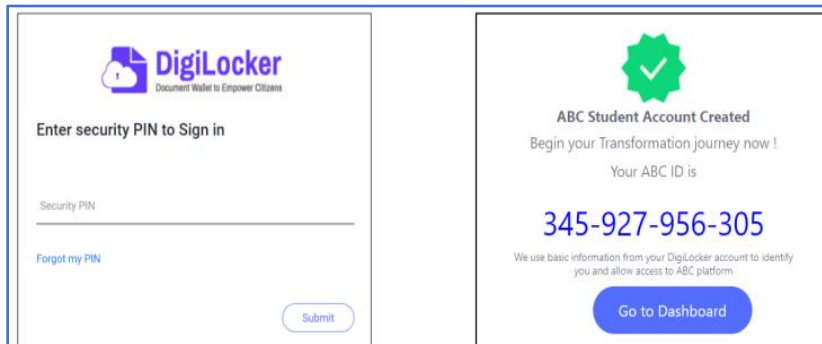 DigiLocker
Document Wallet to Empower Citizens
Enter security PIN to Sign in
Security PIN
Forgot my PIN
Submit
ABC Student Account Created
Begin your Transformation journey now !
Your ABC ID is
345-927-956-305
We use basic information from your DigiLocker account to identify
you and allow access to ABC platform
Go to Dashboard